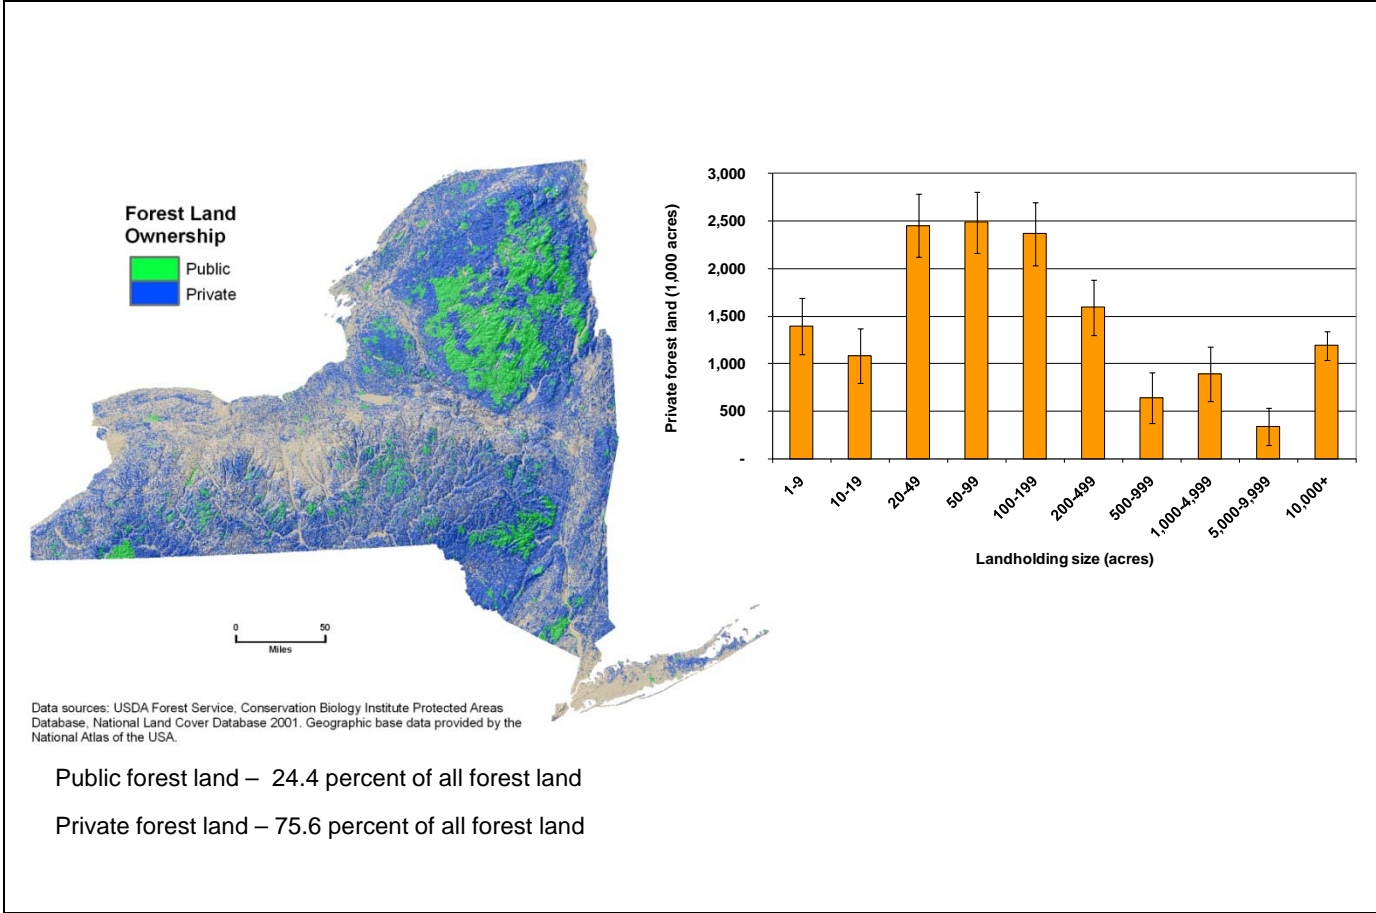 Forest Land
Ownership
Public
Private
0 50
Miles
Data sources: USDA Forest Service, Conservation Biology Institute Protected Areas
Database, National Land Cover Database 2001. Geographic base data provided by the
National Atlas of the USA.
3,000
2,500
2,000
1,500
1,000
500
-
Private forest land (1,000 acres)
1-9
10-19
20-49
50-99
100-199
200-499
500-999
1,000-4,999
5,000-9,999
10,000+
Landholding size (acres)
Public forest land – 24.4 percent of all forest land
Private forest land – 75.6 percent of all forest land